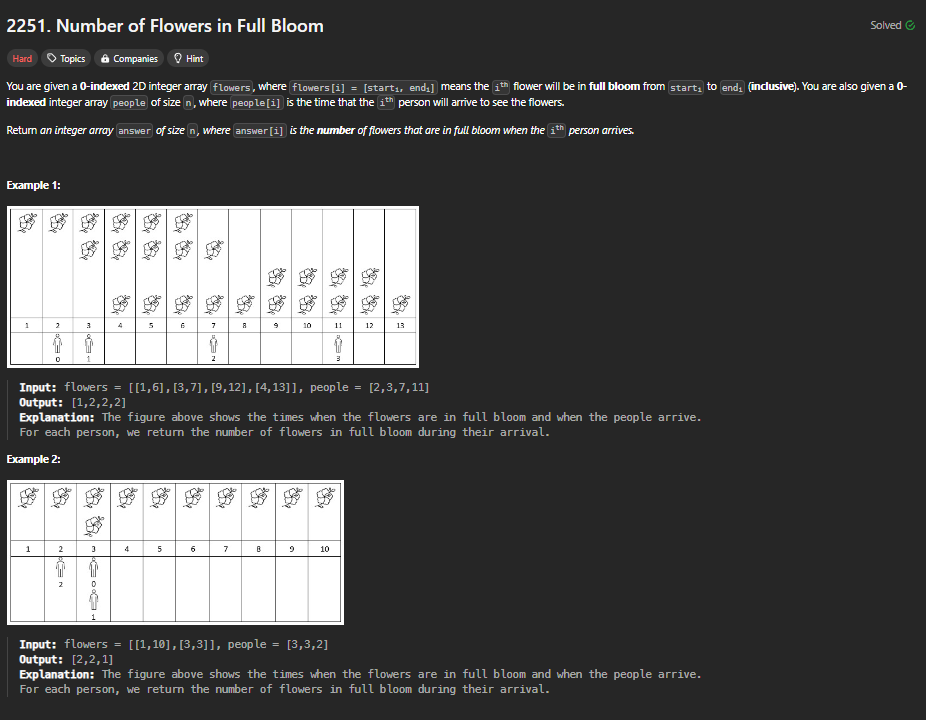 2251. Number of Flowers in Full Bloom
Solved
Hard Topics Companies Hint
You are given a 0-indexed 2D integer array flowers, where flowers[i] = [startᵢ, endᵢ] means the iᵗʰ flower will be in full bloom from startᵢ to endᵢ (inclusive). You are also given a 0-
indexed integer array people of size n, where people[i] is the time that the iᵗʰ person will arrive to see the flowers.
Return an integer array answer of size n, where answer[i] is the number of flowers that are in full bloom when the iᵗʰ person arrives.
Example 1:
1 2 3 4 5 6 7 8 9 10 11 12 13
0 1 2 3
Input: flowers = [[1,6],[3,7],[9,12],[4,13]], people = [2,3,7,11]
Output: [1,2,2,2]
Explanation: The figure above shows the times when the flowers are in full bloom and when the people arrive.
For each person, we return the number of flowers in full bloom during their arrival.
Example 2:
1 2 3 4 5 6 7 8 9 10
2 0
1
Input: flowers = [[1,10],[3,3]], people = [3,3,2]
Output: [2,2,1]
Explanation: The figure above shows the times when the flowers are in full bloom and when the people arrive.
For each person, we return the number of flowers in full bloom during their arrival.